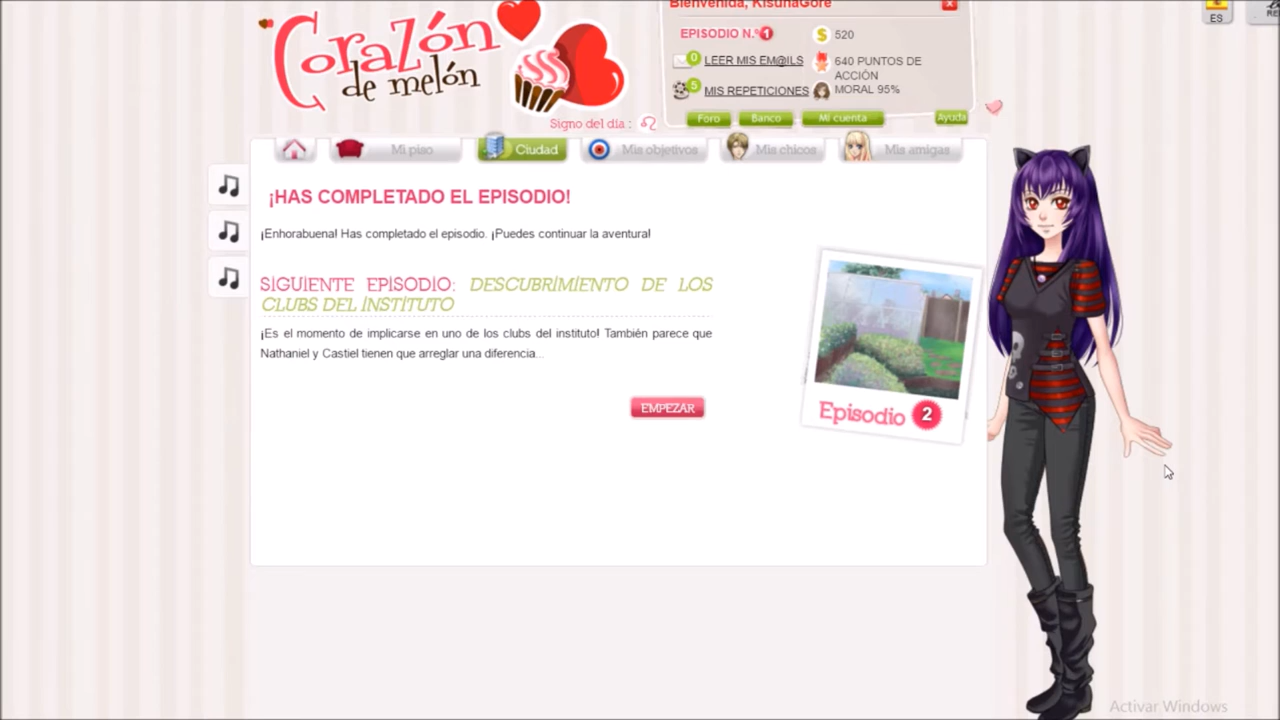 Corazón
de melón
Signo del día :
Bienvenida, KisunaGore
EPISODIO N.º 1
520
0 LEER MIS EM@ILS
640 PUNTOS DE
ACCIÓN
5 MIS REPETICIONES
MORAL 95%
Foro
Banco
Mi cuenta
Ayuda
ES
Mi piso
Ciudad
Mis objetivos
Mis chicos
Mis amigas
¡HAS COMPLETADO EL EPISODIO!
¡Enhorabuena! Has completado el episodio. ¡Puedes continuar la aventura!
SIGUIENTE EPISODIO: DESCUBRIMIENTO DE LOS
CLUBS DEL INSTITUTO
¡Es el momento de implicarse en uno de los clubs del instituto! También parece que
Nathaniel y Castiel tienen que arreglar una diferencia...
EMPEZAR
Episodio 2
Activar Windows